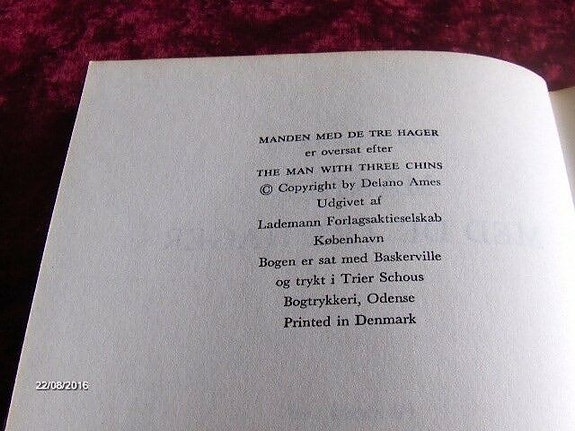 MANDEN MED DE TRE HAGER
er oversat efter
THE MAN WITH THREE CHINS
© Copyright by Delano Ames
Udgivet af
Lademann Forlagsaktieselskab
København
Bogen er sat med Baskerville
og trykt i Trier Schous
Bogtrykkeri, Odense
Printed in Denmark
22/08/2016